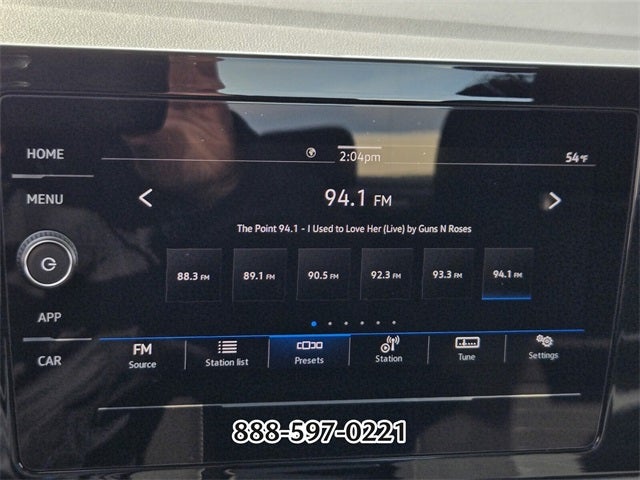 HOME
2:04pm
54°F
MENU
94.1 FM
The Point 94.1 - I Used to Love Her (Live) by Guns N Roses
88.3 FM
89.1 FM
90.5 FM
92.3 FM
93.3 FM
94.1 FM
APP
CAR
FM
Source
Station list
Presets
Station
Tune
Settings
888-597-0221